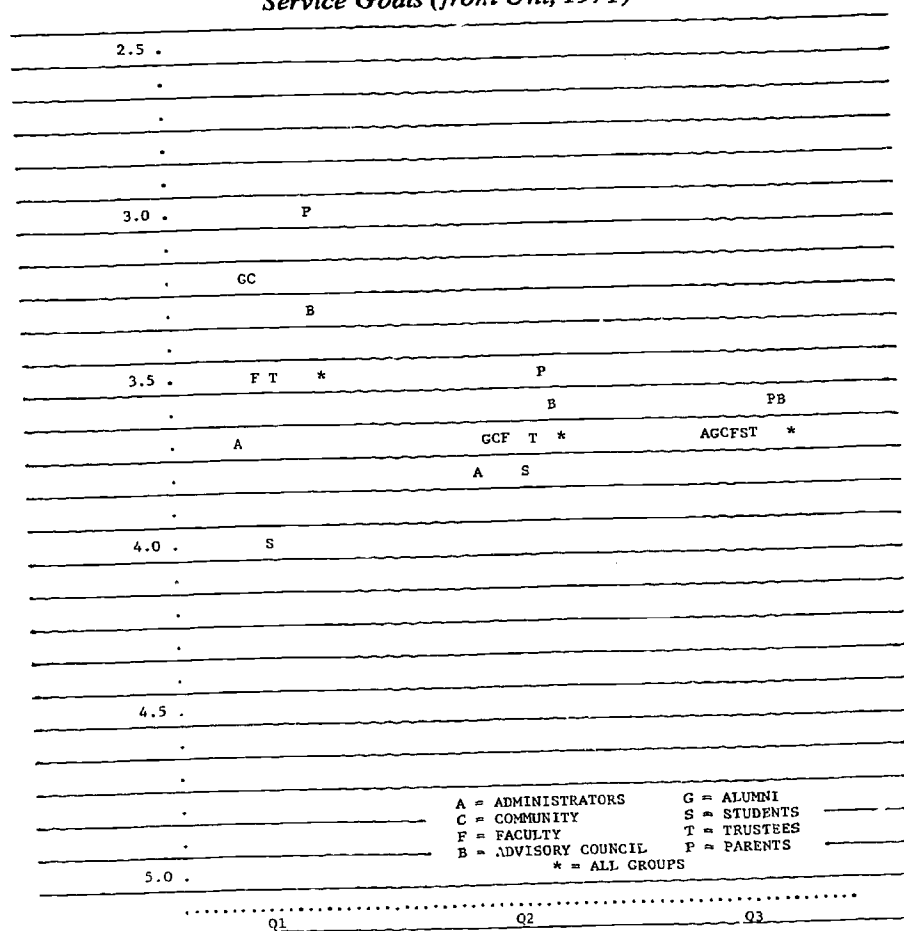 Service Goals (from Uhl, 1971)
2.5 .
3.0 . P
GC
B
3.5 . F T * P
B PB
A GCF T * AGCFST *
A S
4.0 . S
4.5 .
A = ADMINISTRATORS G = ALUMNI
C = COMMUNITY S = STUDENTS
F = FACULTY T = TRUSTEES
B = ADVISORY COUNCIL P = PARENTS
* = ALL GROUPS
5.0 .
Q1 Q2 Q3